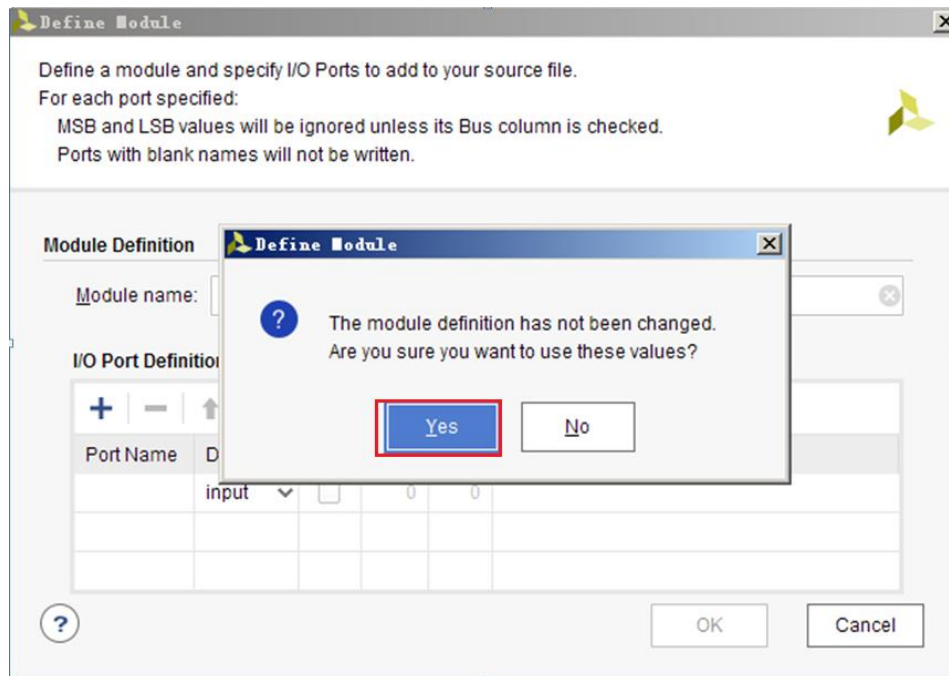 Define Module
Define a module and specify I/O Ports to add to your source file.
For each port specified:
MSB and LSB values will be ignored unless its Bus column is checked.
Ports with blank names will not be written.
Module Definition
Module name:
I/O Port Definition
Port Name D
input 0 0
Define Module
?
The module definition has not been changed.
Are you sure you want to use these values?
Yes No
? OK Cancel